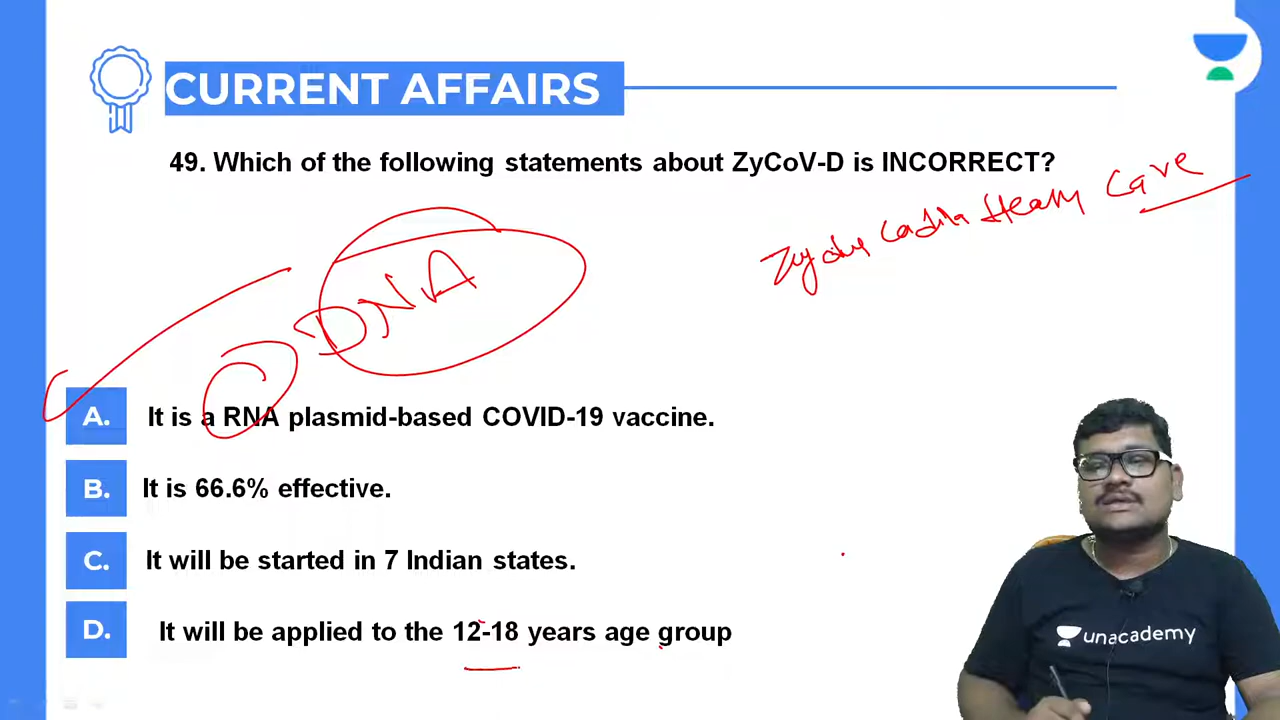 CURRENT AFFAIRS
49. Which of the following statements about ZyCoV-D is INCORRECT?
Zydus Cadila Care
DNA
A. It is a RNA plasmid-based COVID-19 vaccine.
B. It is 66.6% effective.
C. It will be started in 7 Indian states.
D. It will be applied to the 12-18 years age group
unacademy